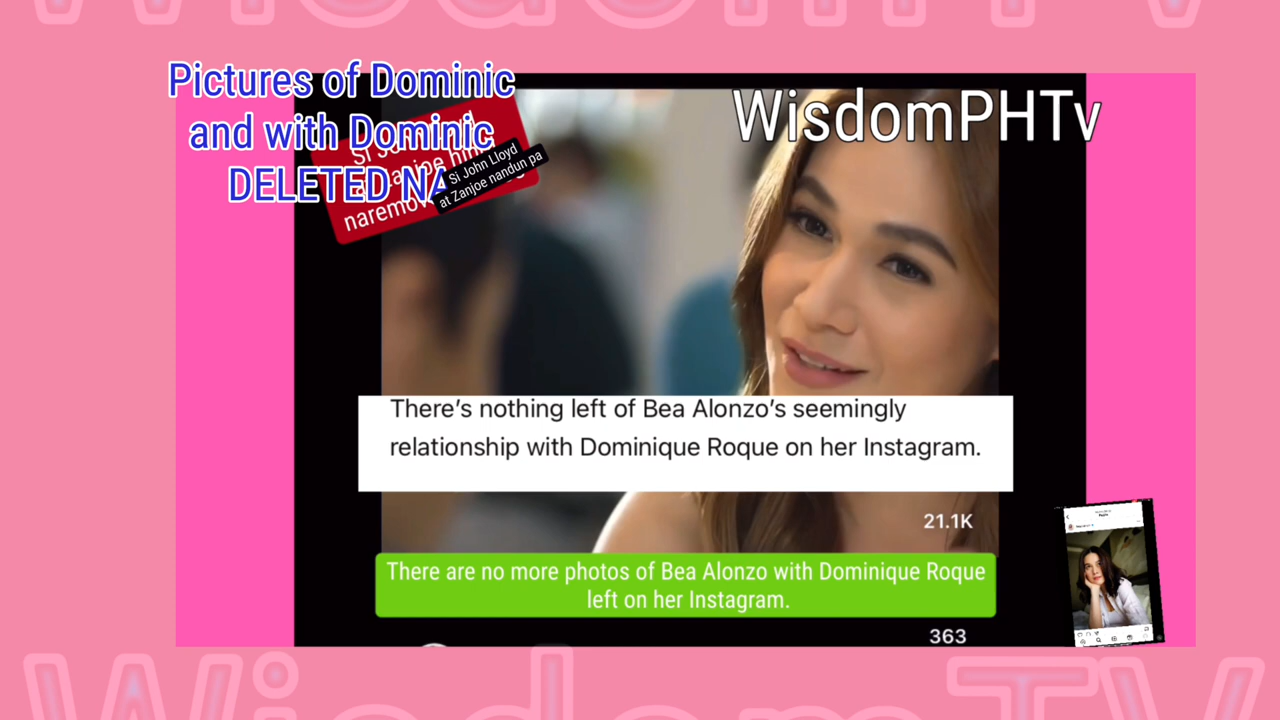 WisdomPHTv
Pictures of Dominic
and with Dominic
DELETED NA
WisdomPHTv
Si John Lloyd
at Zanjoe nandun pa
There's nothing left of Bea Alonzo's seemingly
relationship with Dominique Roque on her Instagram.
21.1K
There are no more photos of Bea Alonzo with Dominique Roque
left on her Instagram.
363
WisdomTV